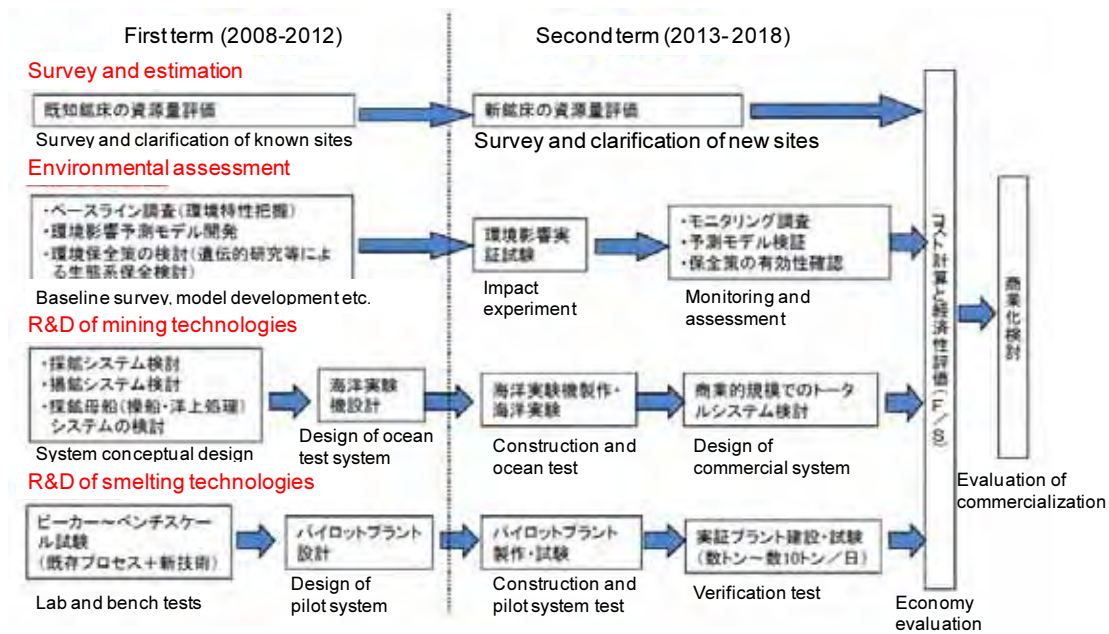 First term (2008-2012)
Second term (2013-2018)
Survey and estimation
既知鉱床の資源量評価
新鉱床の資源量評価
Survey and clarification of known sites
Survey and clarification of new sites
Environmental assessment
・ベースライン調査(環境特性把握)
・環境影響予測モデル開発
・環境保全策の検討(遺伝的研究等によ
る生態系保全検討)
環境影響実
証試験
・モニタリング調査
・予測モデル検証
・保全策の有効性確認
Baseline survey, model development etc.
Impact
experiment
Monitoring and
assessment
R&D of mining technologies
・採鉱システム検討
・揚鉱システム検討
・採鉱母船(操船・洋上処理)
システムの検討
海洋実験
機設計
海洋実験機製作・
海洋実験
商業的規模でのトータ
ルシステム検討
System conceptual design
Design of ocean
test system
Construction and
ocean test
Design of
commercial system
R&D of smelting technologies
ビーカー～ベンチスケー
ル試験
(既存プロセス＋新技術)
パイロットプラント
設計
パイロットプラント
製作・試験
実証プラント建設・試験
(数トン～数10トン／日)
Lab and bench tests
Design of
pilot system
Construction and
pilot system test
Verification test
コスト計算と経済性評価(F／S)
Economy
evaluation
商業化検討
Evaluation of
commercialization